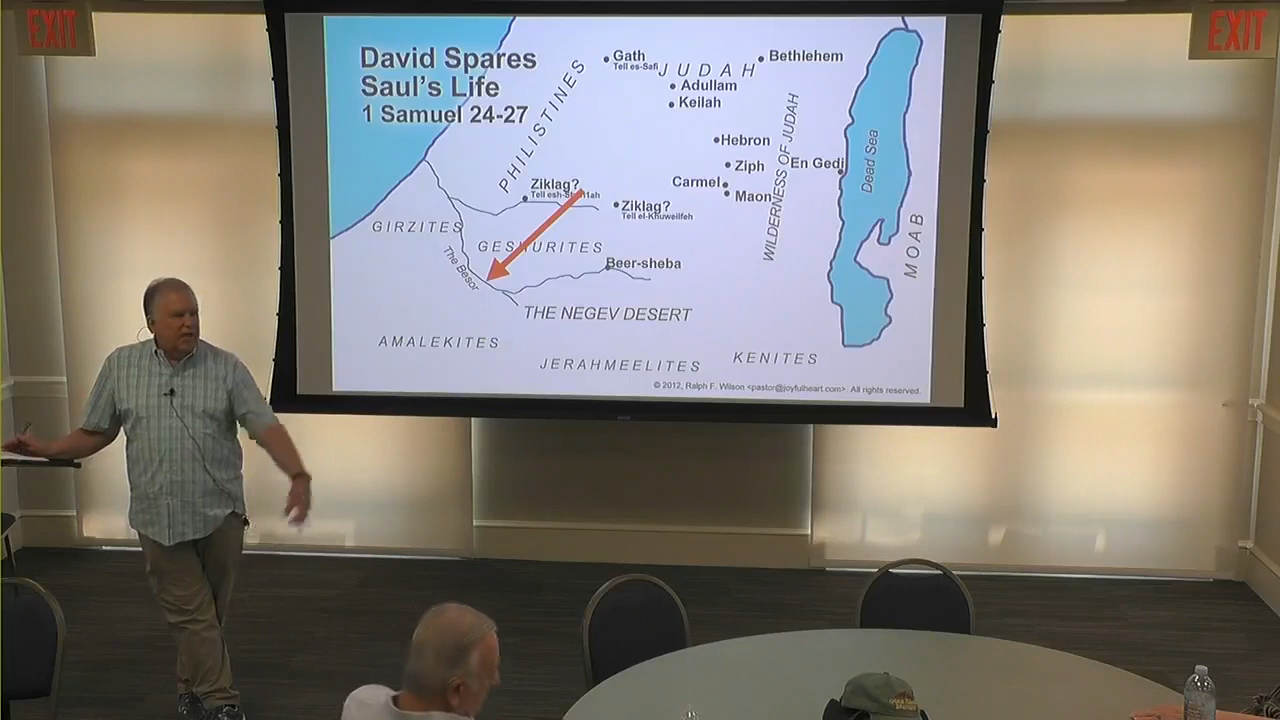 EXIT
EXIT
David Spares
Saul's Life
1 Samuel 24-27
Gath
Tell es-Safi
JUDAH
Bethlehem
Adullam
Keilah
PHILISTINES
Hebron
Ziph
En Gedi
Carmel
Maon
WILDERNESS OF JUDAH
Dead Sea
MOAB
Ziklag?
Ziklag?
Tell el-Khuweilfeh
GIRZITES
GESHURITES
The Besor
Beer-sheba
THE NEGEV DESERT
AMALEKITES
JERAHMEELITES
KENITES
© 2012, Ralph F. Wilson <pastor@joyfulheart.com>. All rights reserved.